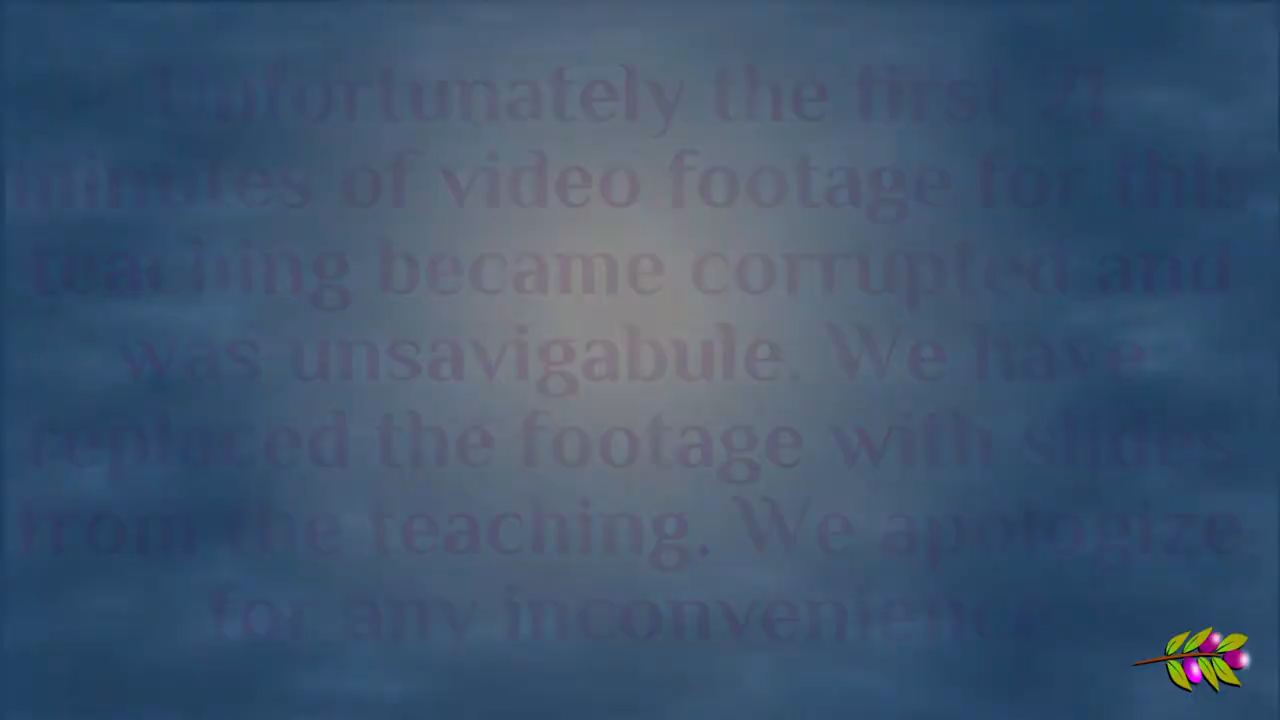 Unfortunately the first 21
minutes of video footage for this
teaching became corrupted and
was unsavigabule. We have
replaced the footage with slides
from the teaching. We apologize
for any inconvenience